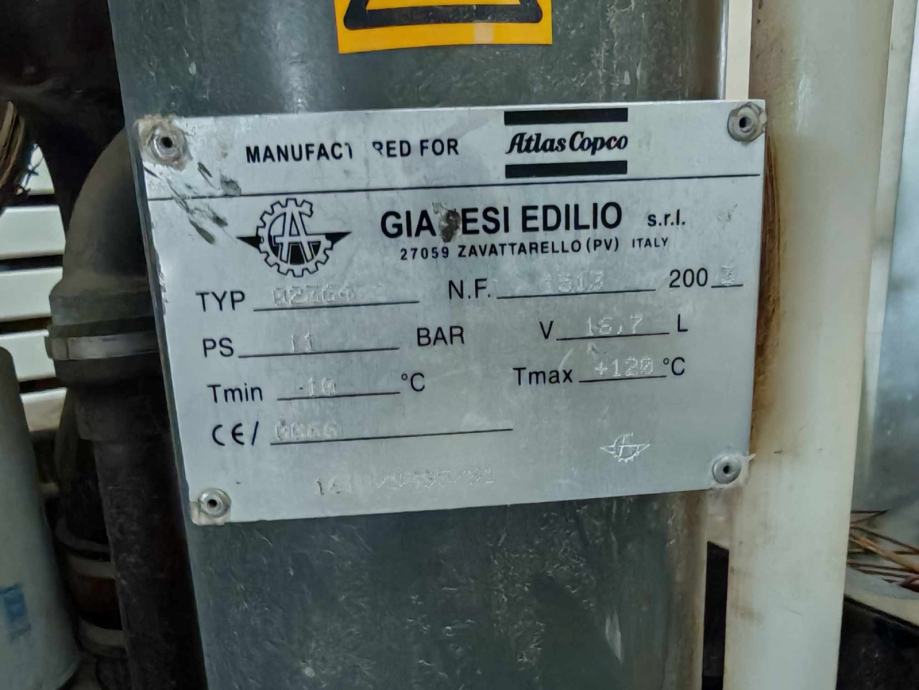 MANUFACT RED FOR Atlas Copco
GIA ESI EDILIO s.r.l.
27059 ZAVATTARELLO (PV) ITALY
TYP N.F. 200
PS 11 BAR V 16,7 L
Tmin -10 °C Tmax +120 °C
CE/